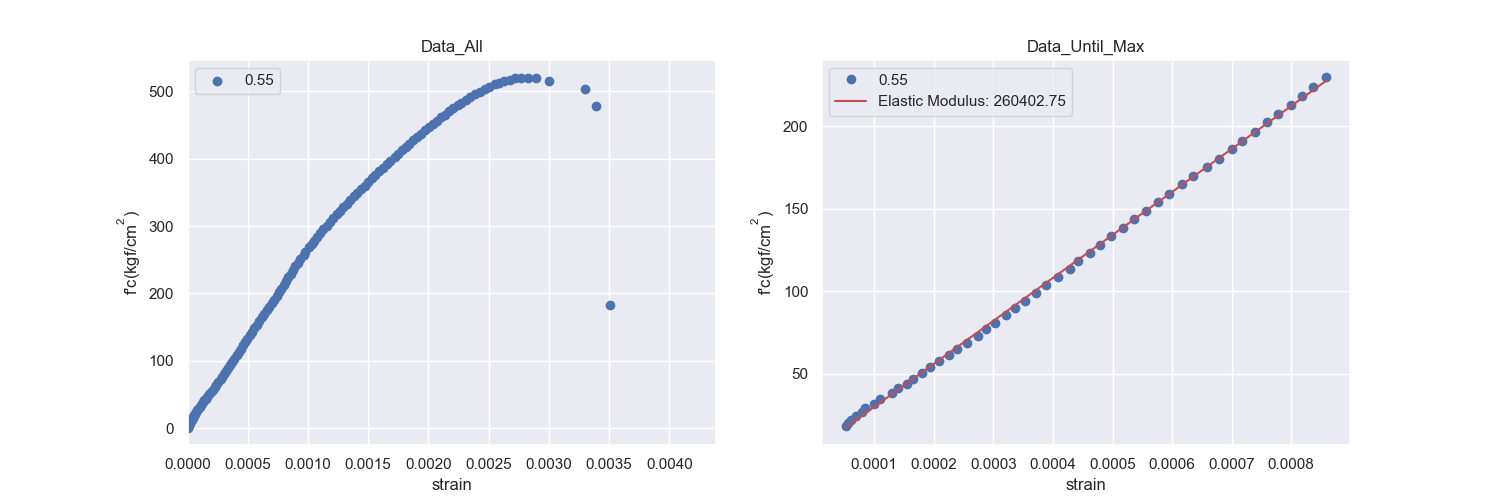 Data_All
0.55
500
400
300
200
100
0
f'c(kgf/cm²)
0.0000 0.0005 0.0010 0.0015 0.0020 0.0025 0.0030 0.0035 0.0040
strain
Data_Until_Max
0.55
Elastic Modulus: 260402.75
200
150
100
50
f'c(kgf/cm²)
0.0001 0.0002 0.0003 0.0004 0.0005 0.0006 0.0007 0.0008
strain